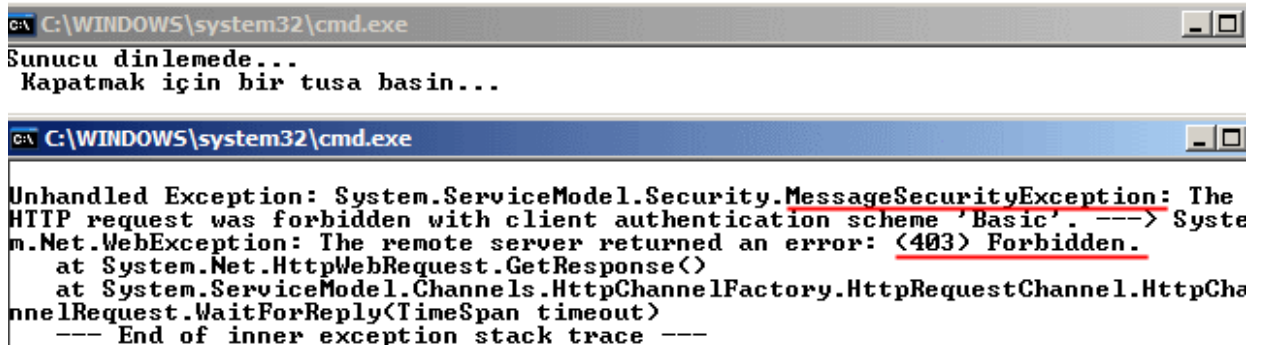 C:\WINDOWS\system32\cmd.exe
Sunucu dinlemede...
Kapatmak için bir tusa basin...
C:\WINDOWS\system32\cmd.exe
Unhandled Exception: System.ServiceModel.Security.MessageSecurityException: The
HTTP request was forbidden with client authentication scheme 'Basic'. ---> Syste
m.Net.WebException: The remote server returned an error: (403) Forbidden.
at System.Net.HttpWebRequest.GetResponse()
at System.ServiceModel.Channels.HttpChannelFactory.HttpRequestChannel.HttpCha
nnelRequest.WaitForReply(TimeSpan timeout)
--- End of inner exception stack trace ---